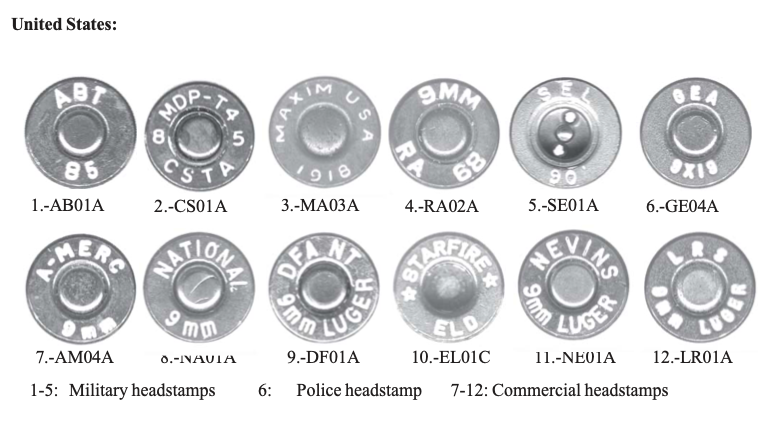 United States:
ABT
85
MDP-T4
8 5
CSTA
MAXIM USA
1918
9MM
RA 68
SEL
90
GEA
9X19
1.-AB01A 2.-CS01A 3.-MA03A 4.-RA02A 5.-SE01A 6.-GE04A
A-MERC
9mm
NATIONAL
9mm
DFA NT
9mm LUGER
STARFIRE
ELD
NEVINS
9mm LUGER
LRS
9mm LUGER
7.-AM04A 8.-NA01A 9.-DF01A 10.-EL01C 11.-NE01A 12.-LR01A
1-5: Military headstamps 6: Police headstamp 7-12: Commercial headstamps